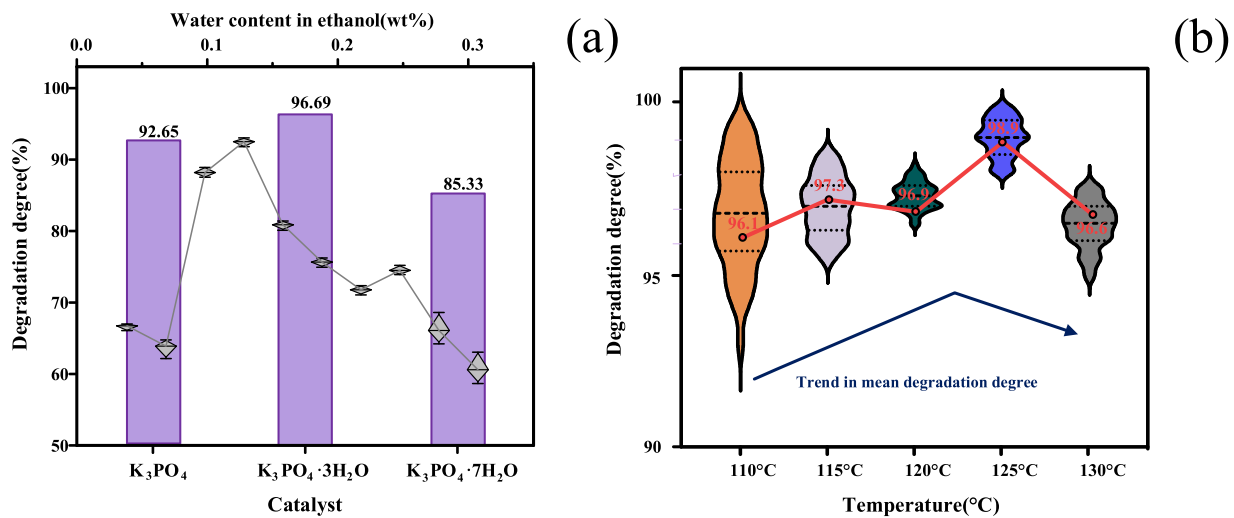 Water content in ethanol(wt%)
0.0 0.1 0.2 0.3
(a)
Degradation degree(%)
100
90
80
70
60
50
92.65
96.69
85.33
K₃PO₄ K₃PO₄·3H₂O K₃PO₄·7H₂O
Catalyst
(b)
Degradation degree(%)
100
95
90
96.1
97.3
96.9
98.9
96.6
Trend in mean degradation degree
110°C 115°C 120°C 125°C 130°C
Temperature(°C)